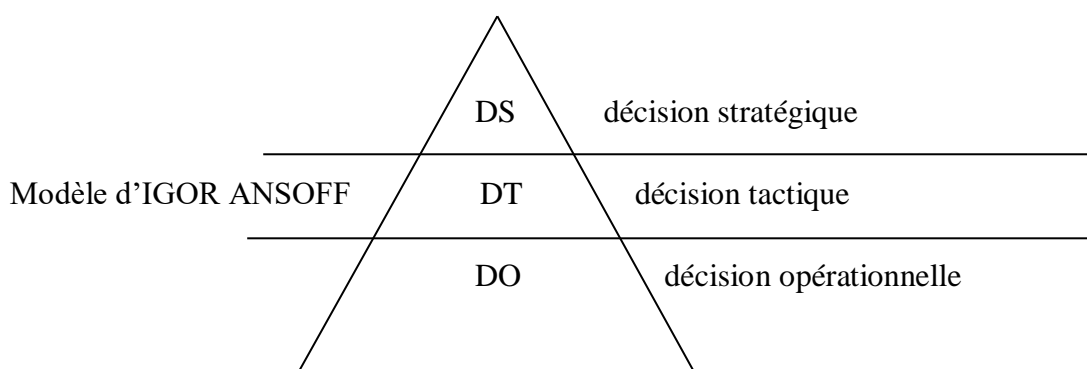 DS décision stratégique
Modèle d’IGOR ANSOFF DT décision tactique
DO décision opérationnelle